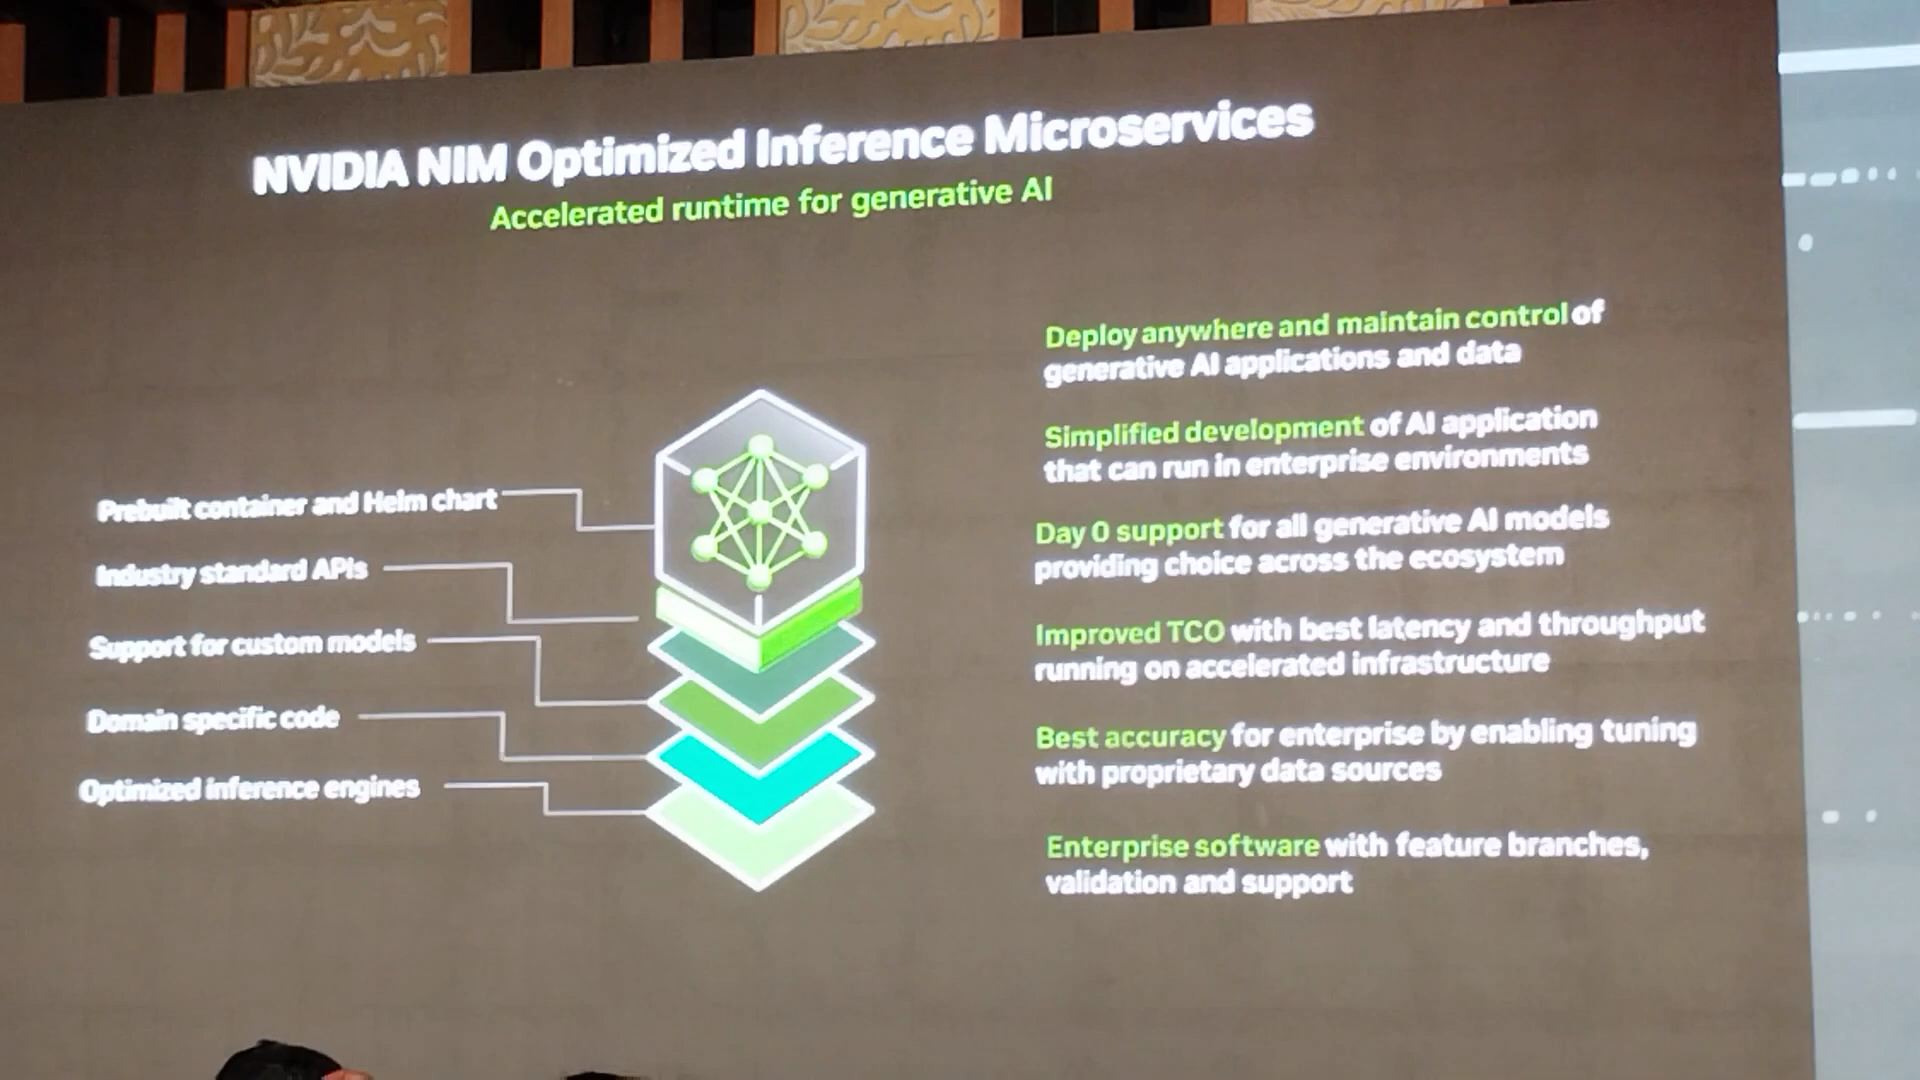 NVIDIA NIM Optimized Inference Microservices
Accelerated runtime for generative AI
Prebuilt container and Helm chart
Industry standard APIs
Support for custom models
Domain specific code
Optimized inference engines
Deploy anywhere and maintain control of
generative AI applications and data
Simplified development of AI application
that can run in enterprise environments
Day 0 support for all generative AI models
providing choice across the ecosystem
Improved TCO with best latency and throughput
running on accelerated infrastructure
Best accuracy for enterprise by enabling tuning
with proprietary data sources
Enterprise software with feature branches,
validation and support